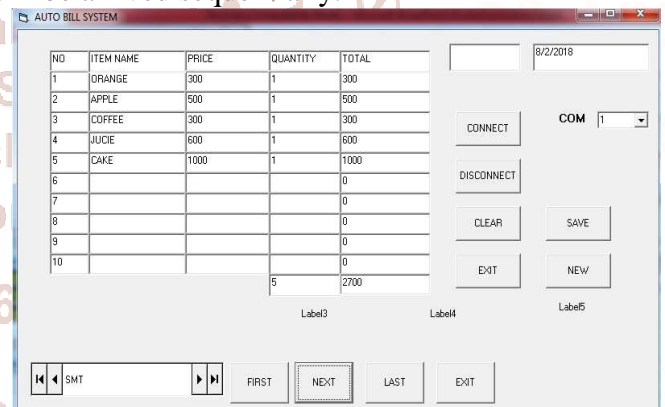 AUTO BILL SYSTEM
8/2/2018
NO ITEM NAME PRICE QUANTITY TOTAL
1 ORANGE 300 1 300
2 APPLE 500 1 500
3 COFFEE 300 1 300
4 JUCIE 600 1 600
5 CAKE 1000 1 1000
6 0
7 0
8 0
9 0
10 0
5 2700
CONNECT
COM 1
DISCONNECT
CLEAR SAVE
EXIT NEW
Label3 Label4 Label5
SMT FIRST NEXT LAST EXIT